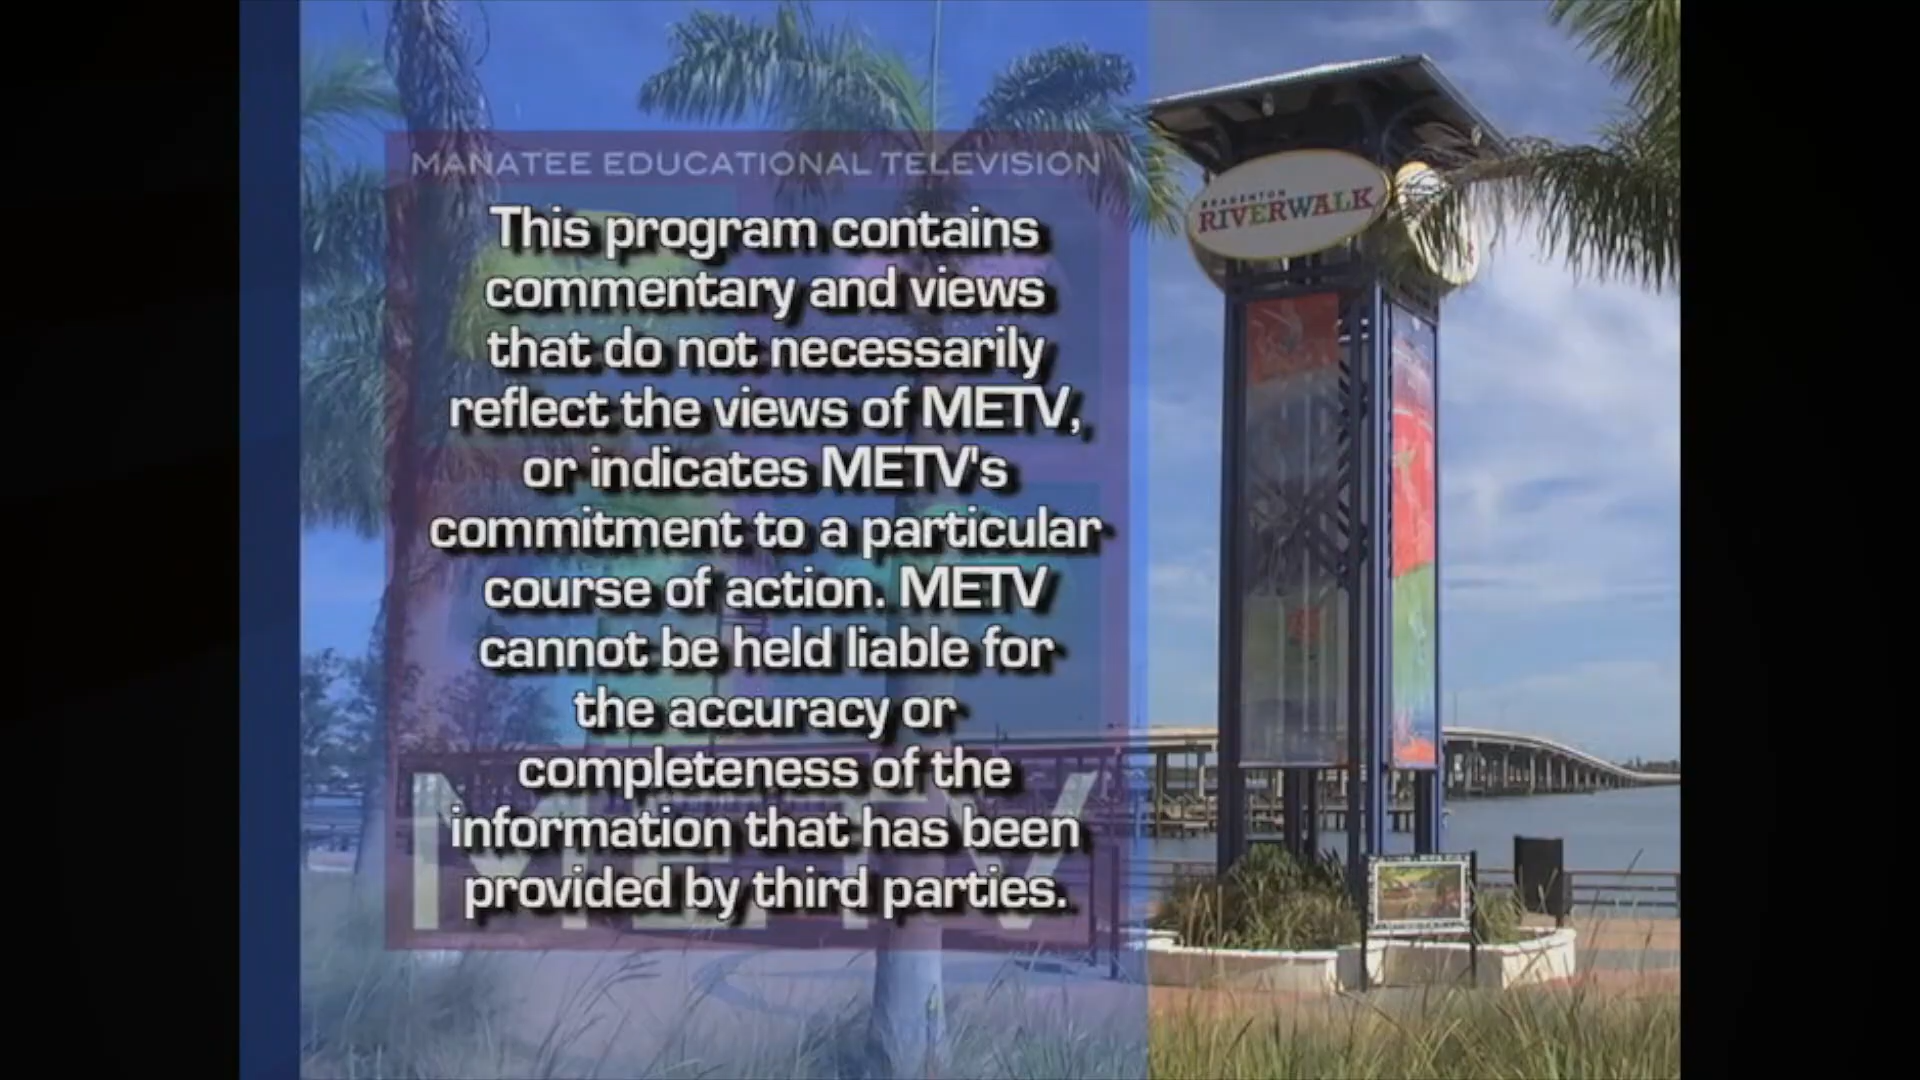 MANATEE EDUCATIONAL TELEVISION
This program contains
commentary and views
that do not necessarily
reflect the views of METV,
or indicates METV's
commitment to a particular
course of action. METV
cannot be held liable for
the accuracy or
completeness of the
information that has been
provided by third parties.
METV
BRADENTON
RIVERWALK